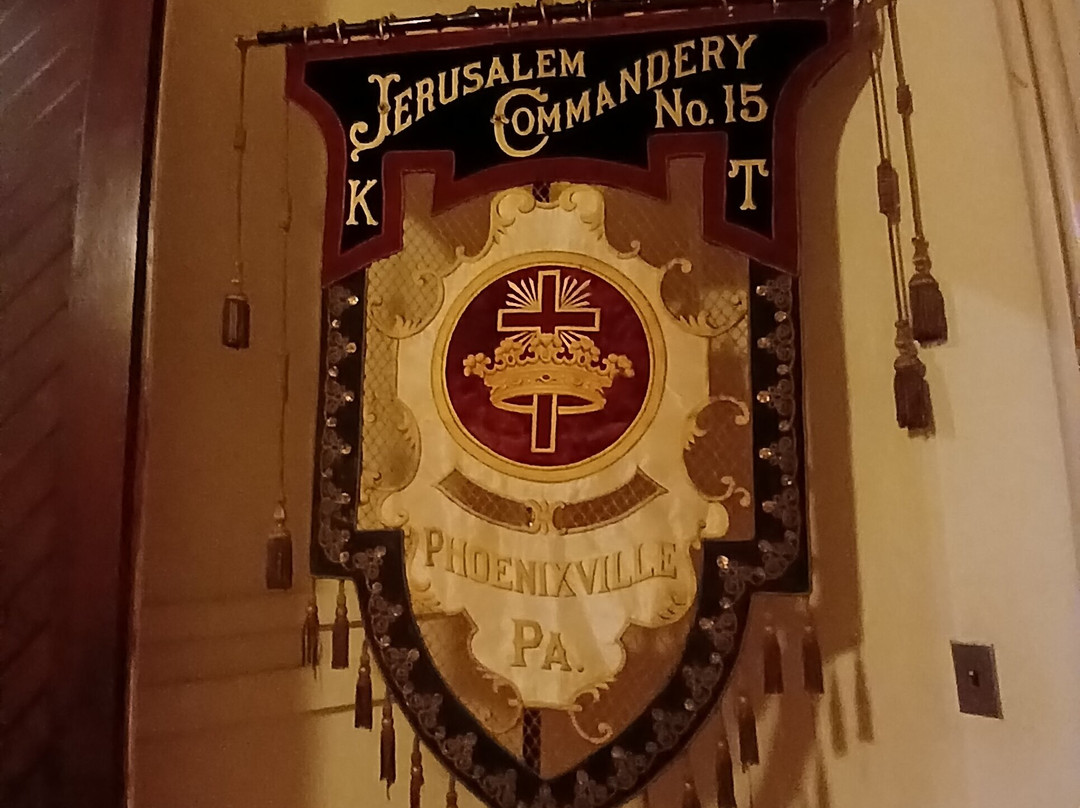 JERUSALEM
COMMANDERY
No. 15
K T
PHOENIXVILLE
PA.